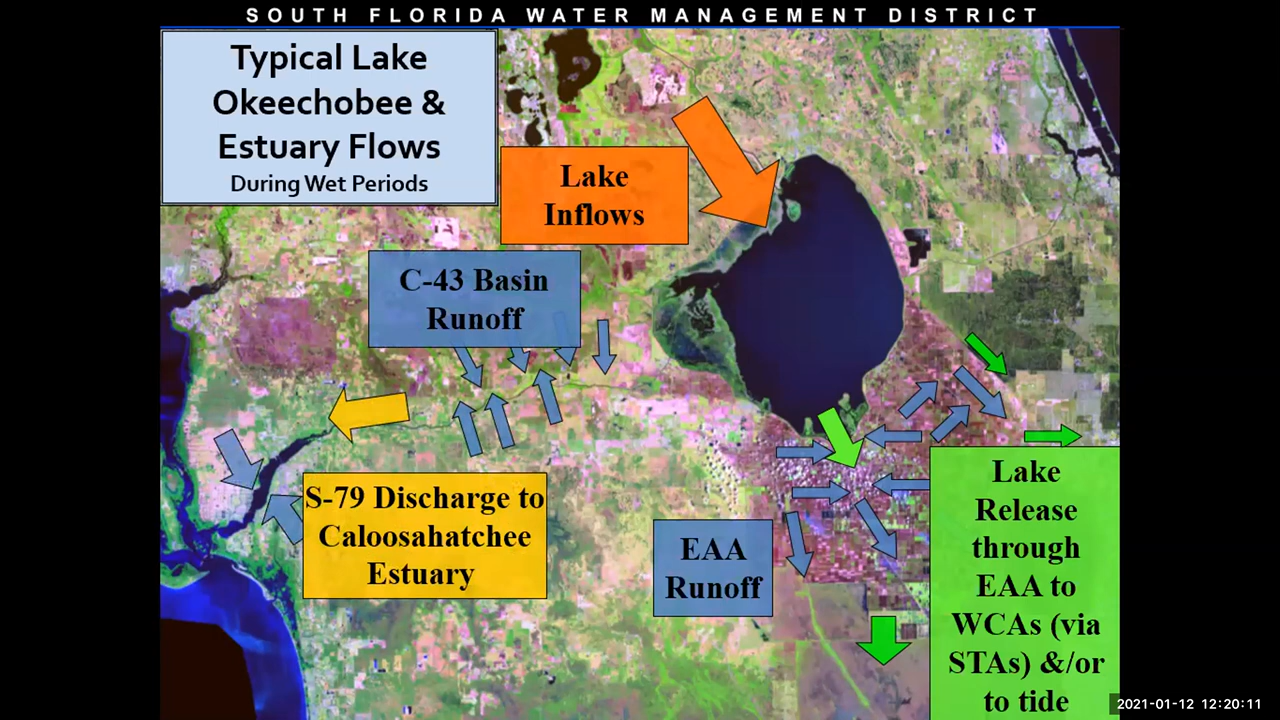 SOUTH FLORIDA WATER MANAGEMENT DISTRICT
Typical Lake
Okeechobee &
Estuary Flows
During Wet Periods
Lake
Inflows
C-43 Basin
Runoff
S-79 Discharge to
Caloosahatchee
Estuary
EAA
Runoff
Lake
Release
through
EAA to
WCAs (via
STAs) &/or
to tide
2021-01-12 12:20:11